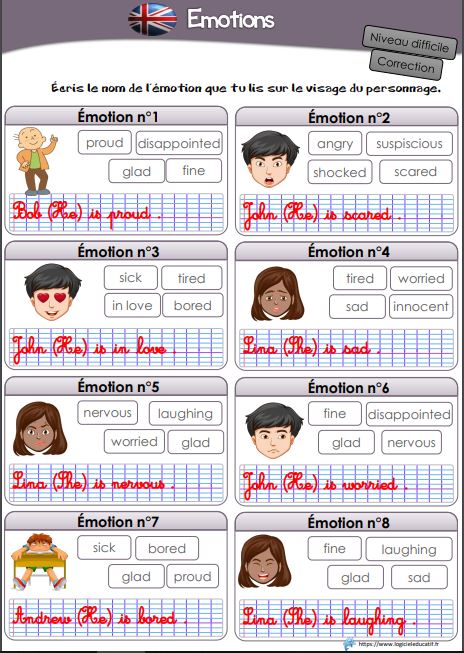 Emotions
Niveau difficile
Correction
Écris le nom de l'émotion que tu lis sur le visage du personnage.
Émotion n°1
proud
disappointed
glad
fine
Bob (He) is proud .
Émotion n°2
angry
suspiscious
shocked
scared
John (He) is scared .
Émotion n°3
sick
tired
in love
bored
John (He) is in love .
Émotion n°4
tired
worried
sad
innocent
Lina (She) is sad .
Émotion n°5
nervous
laughing
worried
glad
Lina (She) is nervous .
Émotion n°6
fine
disappointed
glad
nervous
John (He) is worried .
Émotion n°7
sick
bored
glad
proud
Andrew (He) is bored .
Émotion n°8
fine
laughing
glad
sad
Lina (She) is laughing .
https://www.logicieleducatif.fr